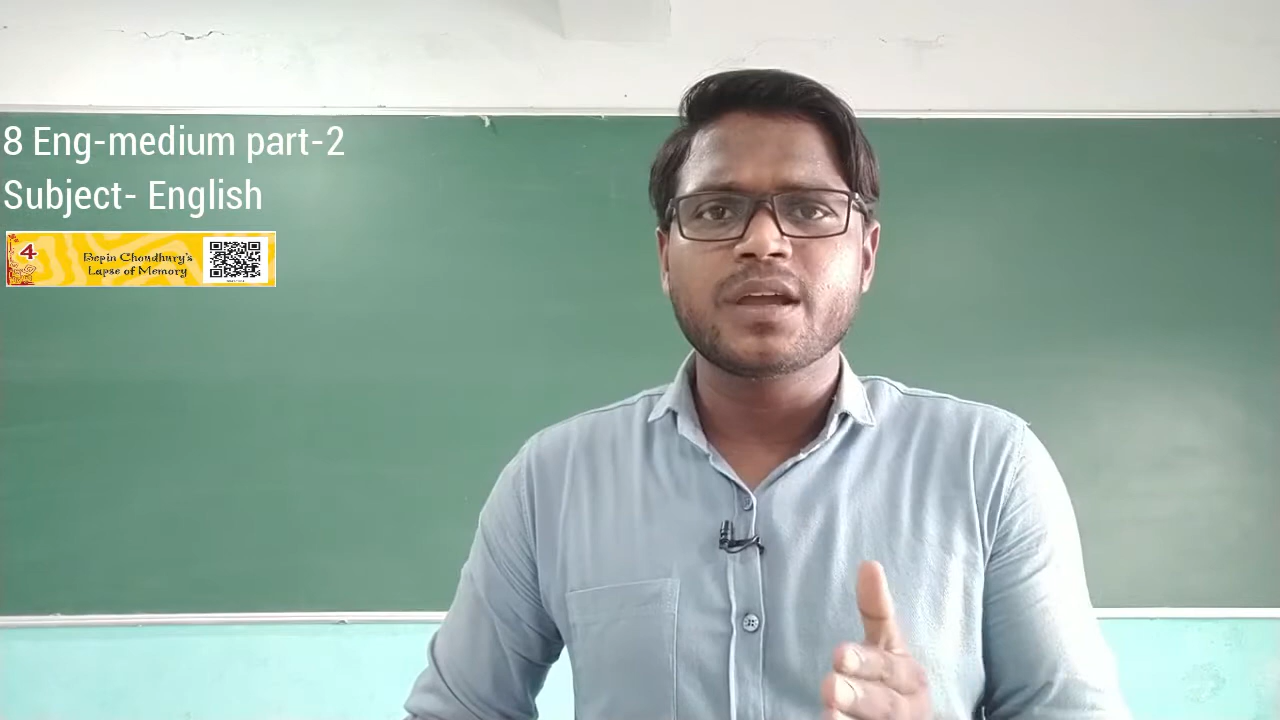 8 Eng-medium part-2
Subject- English
4
Bepin Choudhury's
Lapse of Memory